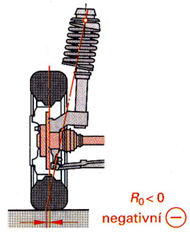 R₀ < 0
negativní ⊖